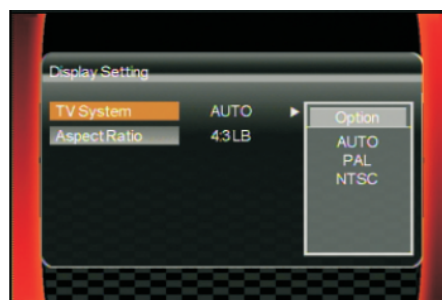 Display Setting
TV System AUTO Option
Aspect Ratio 4:3 LB AUTO
PAL
NTSC